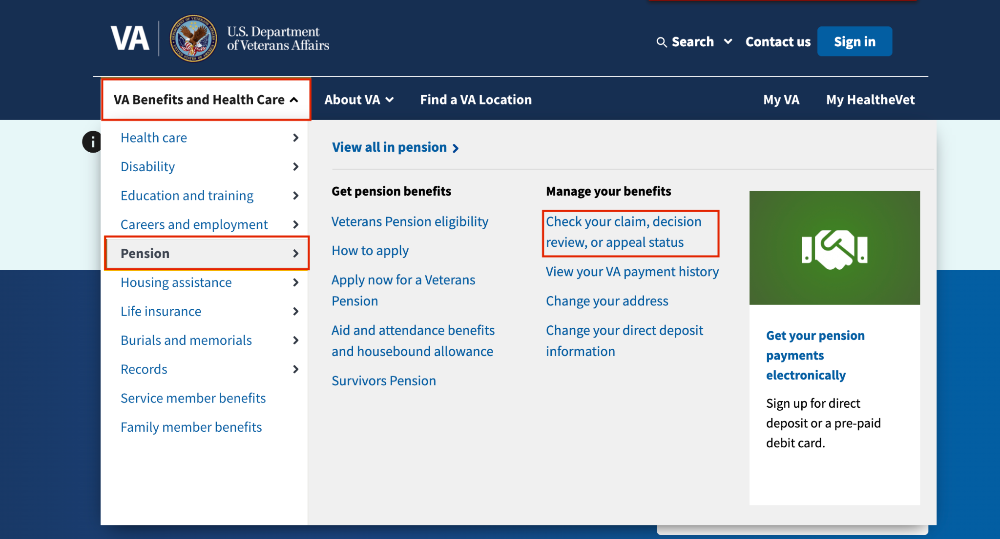 VA
U.S. Department
of Veterans Affairs
Search
Contact us
Sign in
VA Benefits and Health Care
About VA
Find a VA Location
My VA
My HealtheVet
i
Health care
Disability
Education and training
Careers and employment
Pension
Housing assistance
Life insurance
Burials and memorials
Records
Service member benefits
Family member benefits
View all in pension
Get pension benefits
Veterans Pension eligibility
How to apply
Apply now for a Veterans
Pension
Aid and attendance benefits
and housebound allowance
Survivors Pension
Manage your benefits
Check your claim, decision
review, or appeal status
View your VA payment history
Change your address
Change your direct deposit
information
Get your pension
payments
electronically
Sign up for direct
deposit or a pre-paid
debit card.